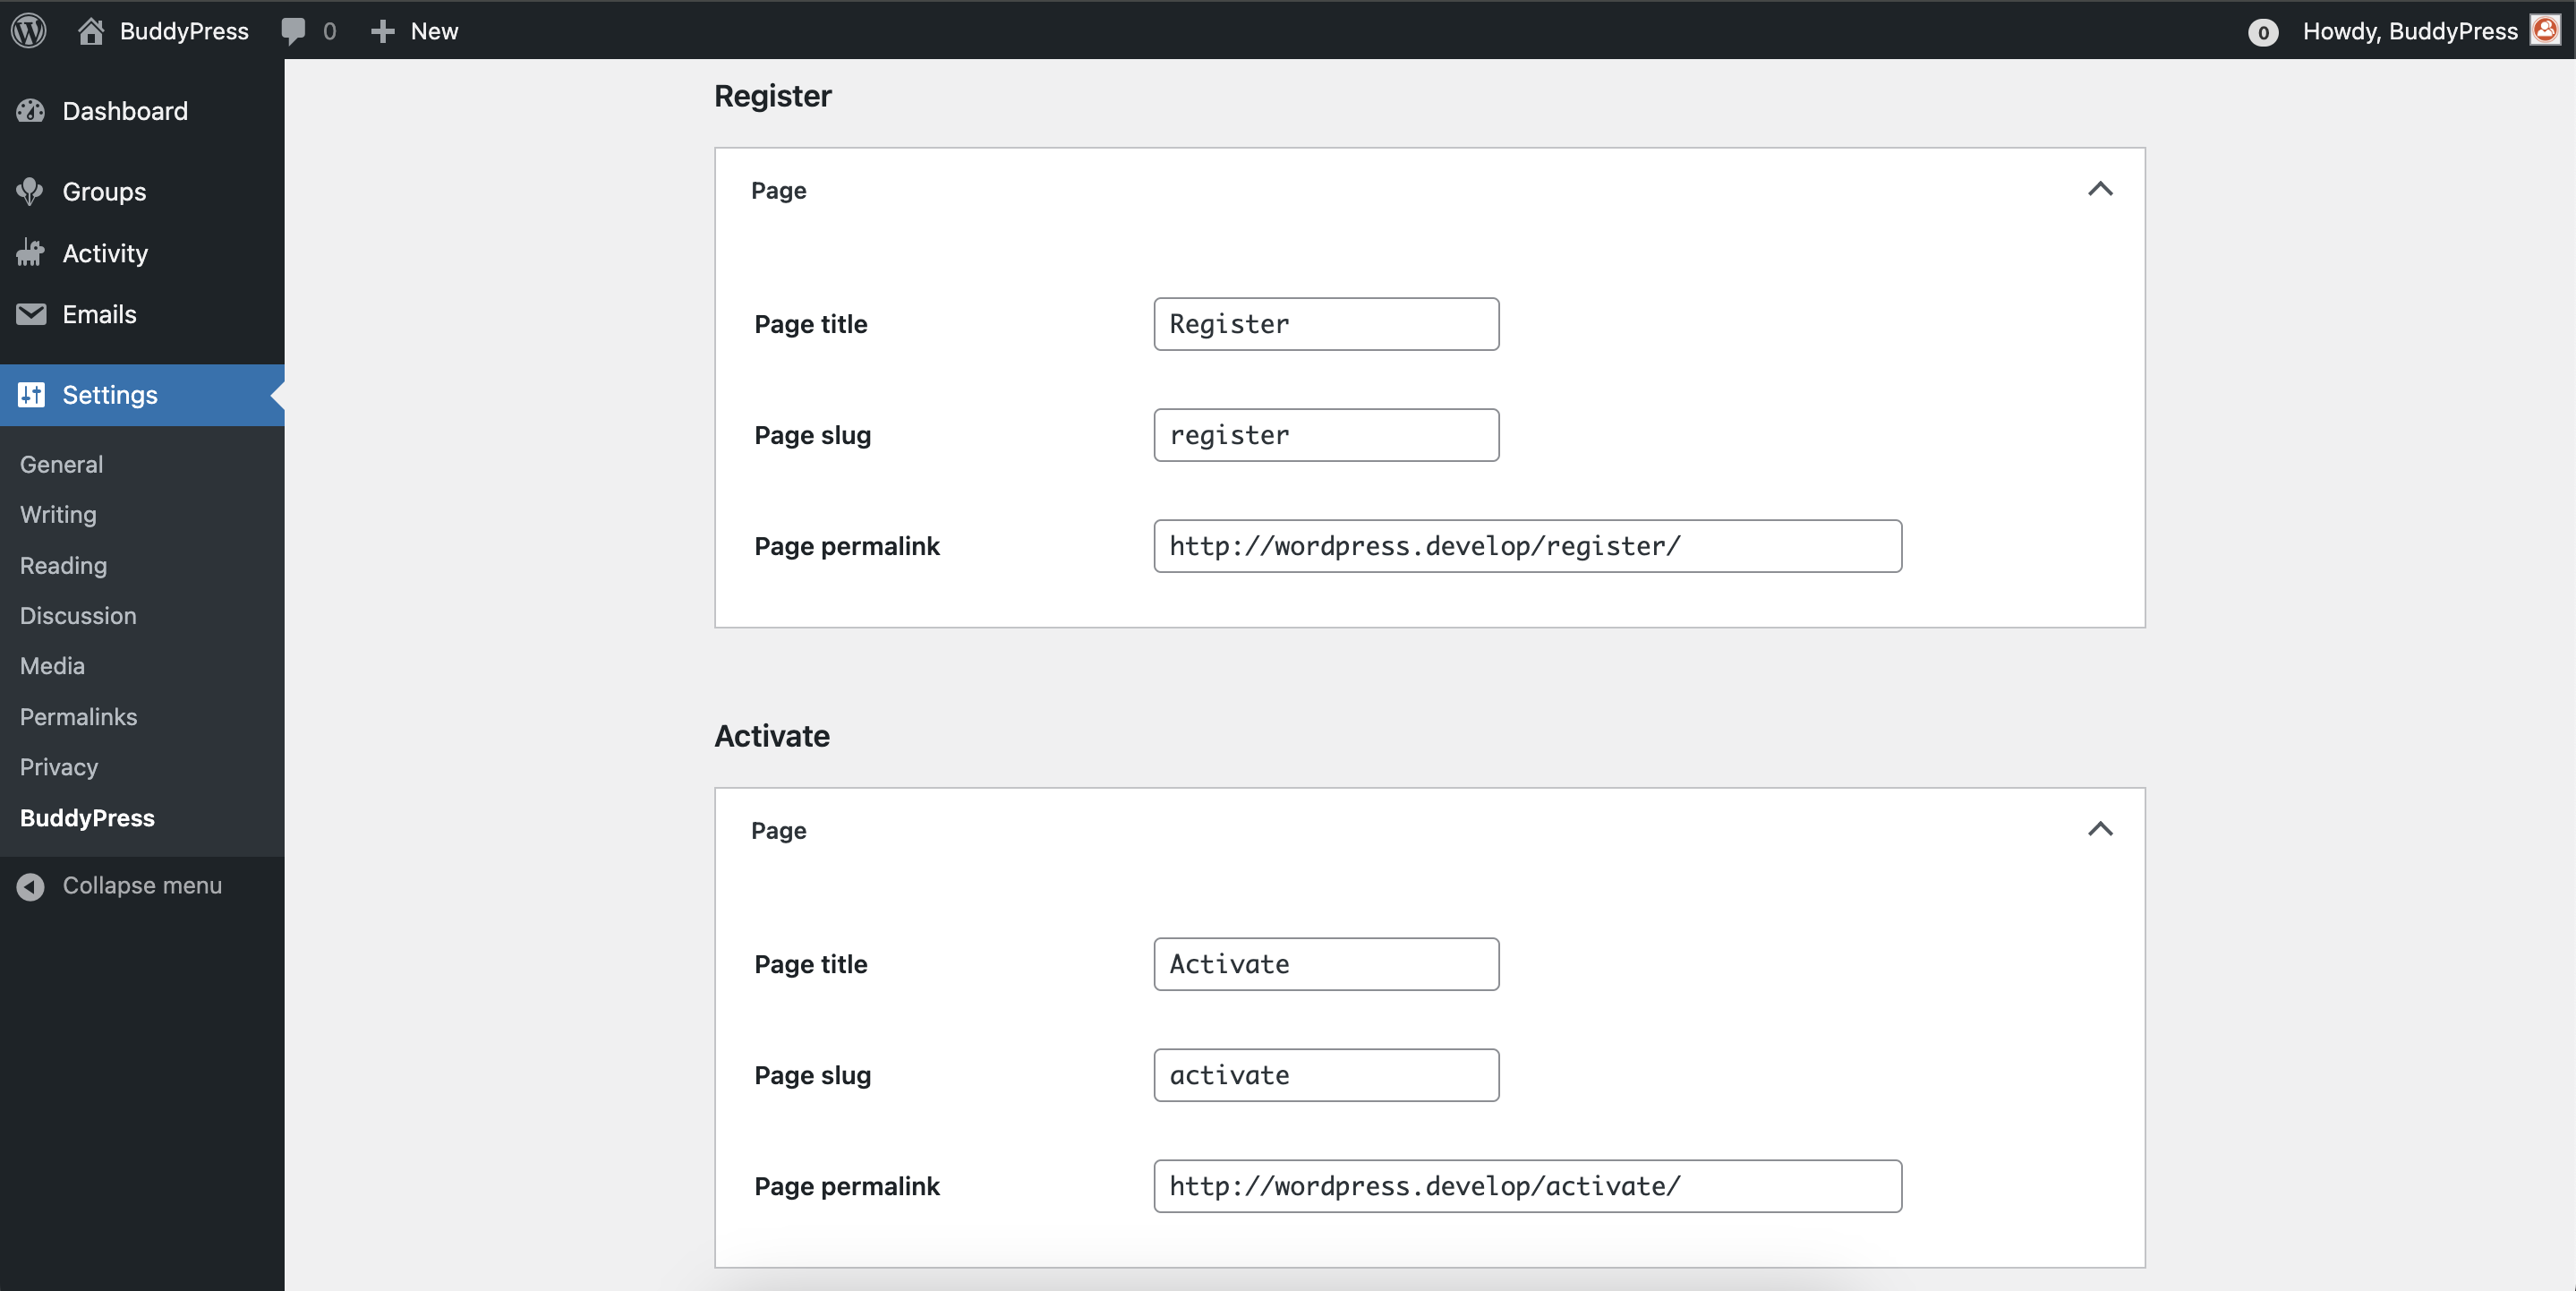 BuddyPress 0 New 0 Howdy, BuddyPress
Dashboard
Groups
Activity
Emails
Settings
General
Writing
Reading
Discussion
Media
Permalinks
Privacy
BuddyPress
Collapse menu
Register
Page
Page title Register
Page slug register
Page permalink http://wordpress.develop/register/
Activate
Page
Page title Activate
Page slug activate
Page permalink http://wordpress.develop/activate/